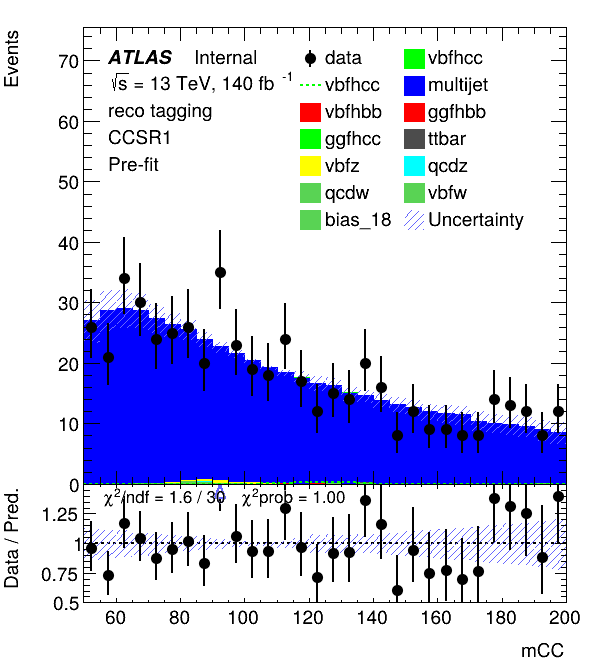 Events
70
60
50
40
30
20
10
0
ATLAS Internal
√s = 13 TeV, 140 fb -1
reco tagging
CCSR1
Pre-fit
data vbfhcc
vbfhcc multijet
vbfhbb ggfhbb
ggfhcc ttbar
vbfz qcdz
qcdw vbfw
bias_18 Uncertainty
χ2/ndf = 1.6 / 30 χ2prob = 1.00
Data / Pred.
1.25
1
0.75
0.5
60 80 100 120 140 160 180 200
mCC